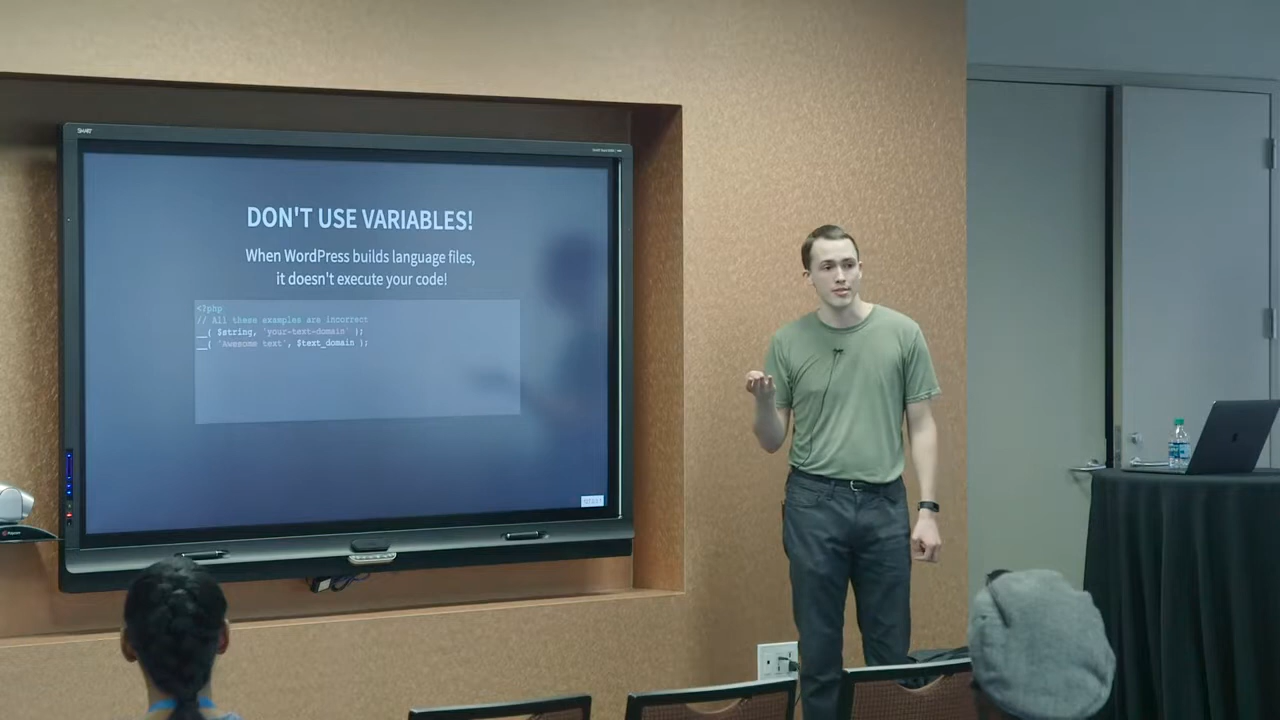 SMART
DON'T USE VARIABLES!
When WordPress builds language files,
it doesn't execute your code!
<?php
// All these examples are incorrect
__( $string, 'your-text-domain' );
__( 'Awesome text', $text_domain );